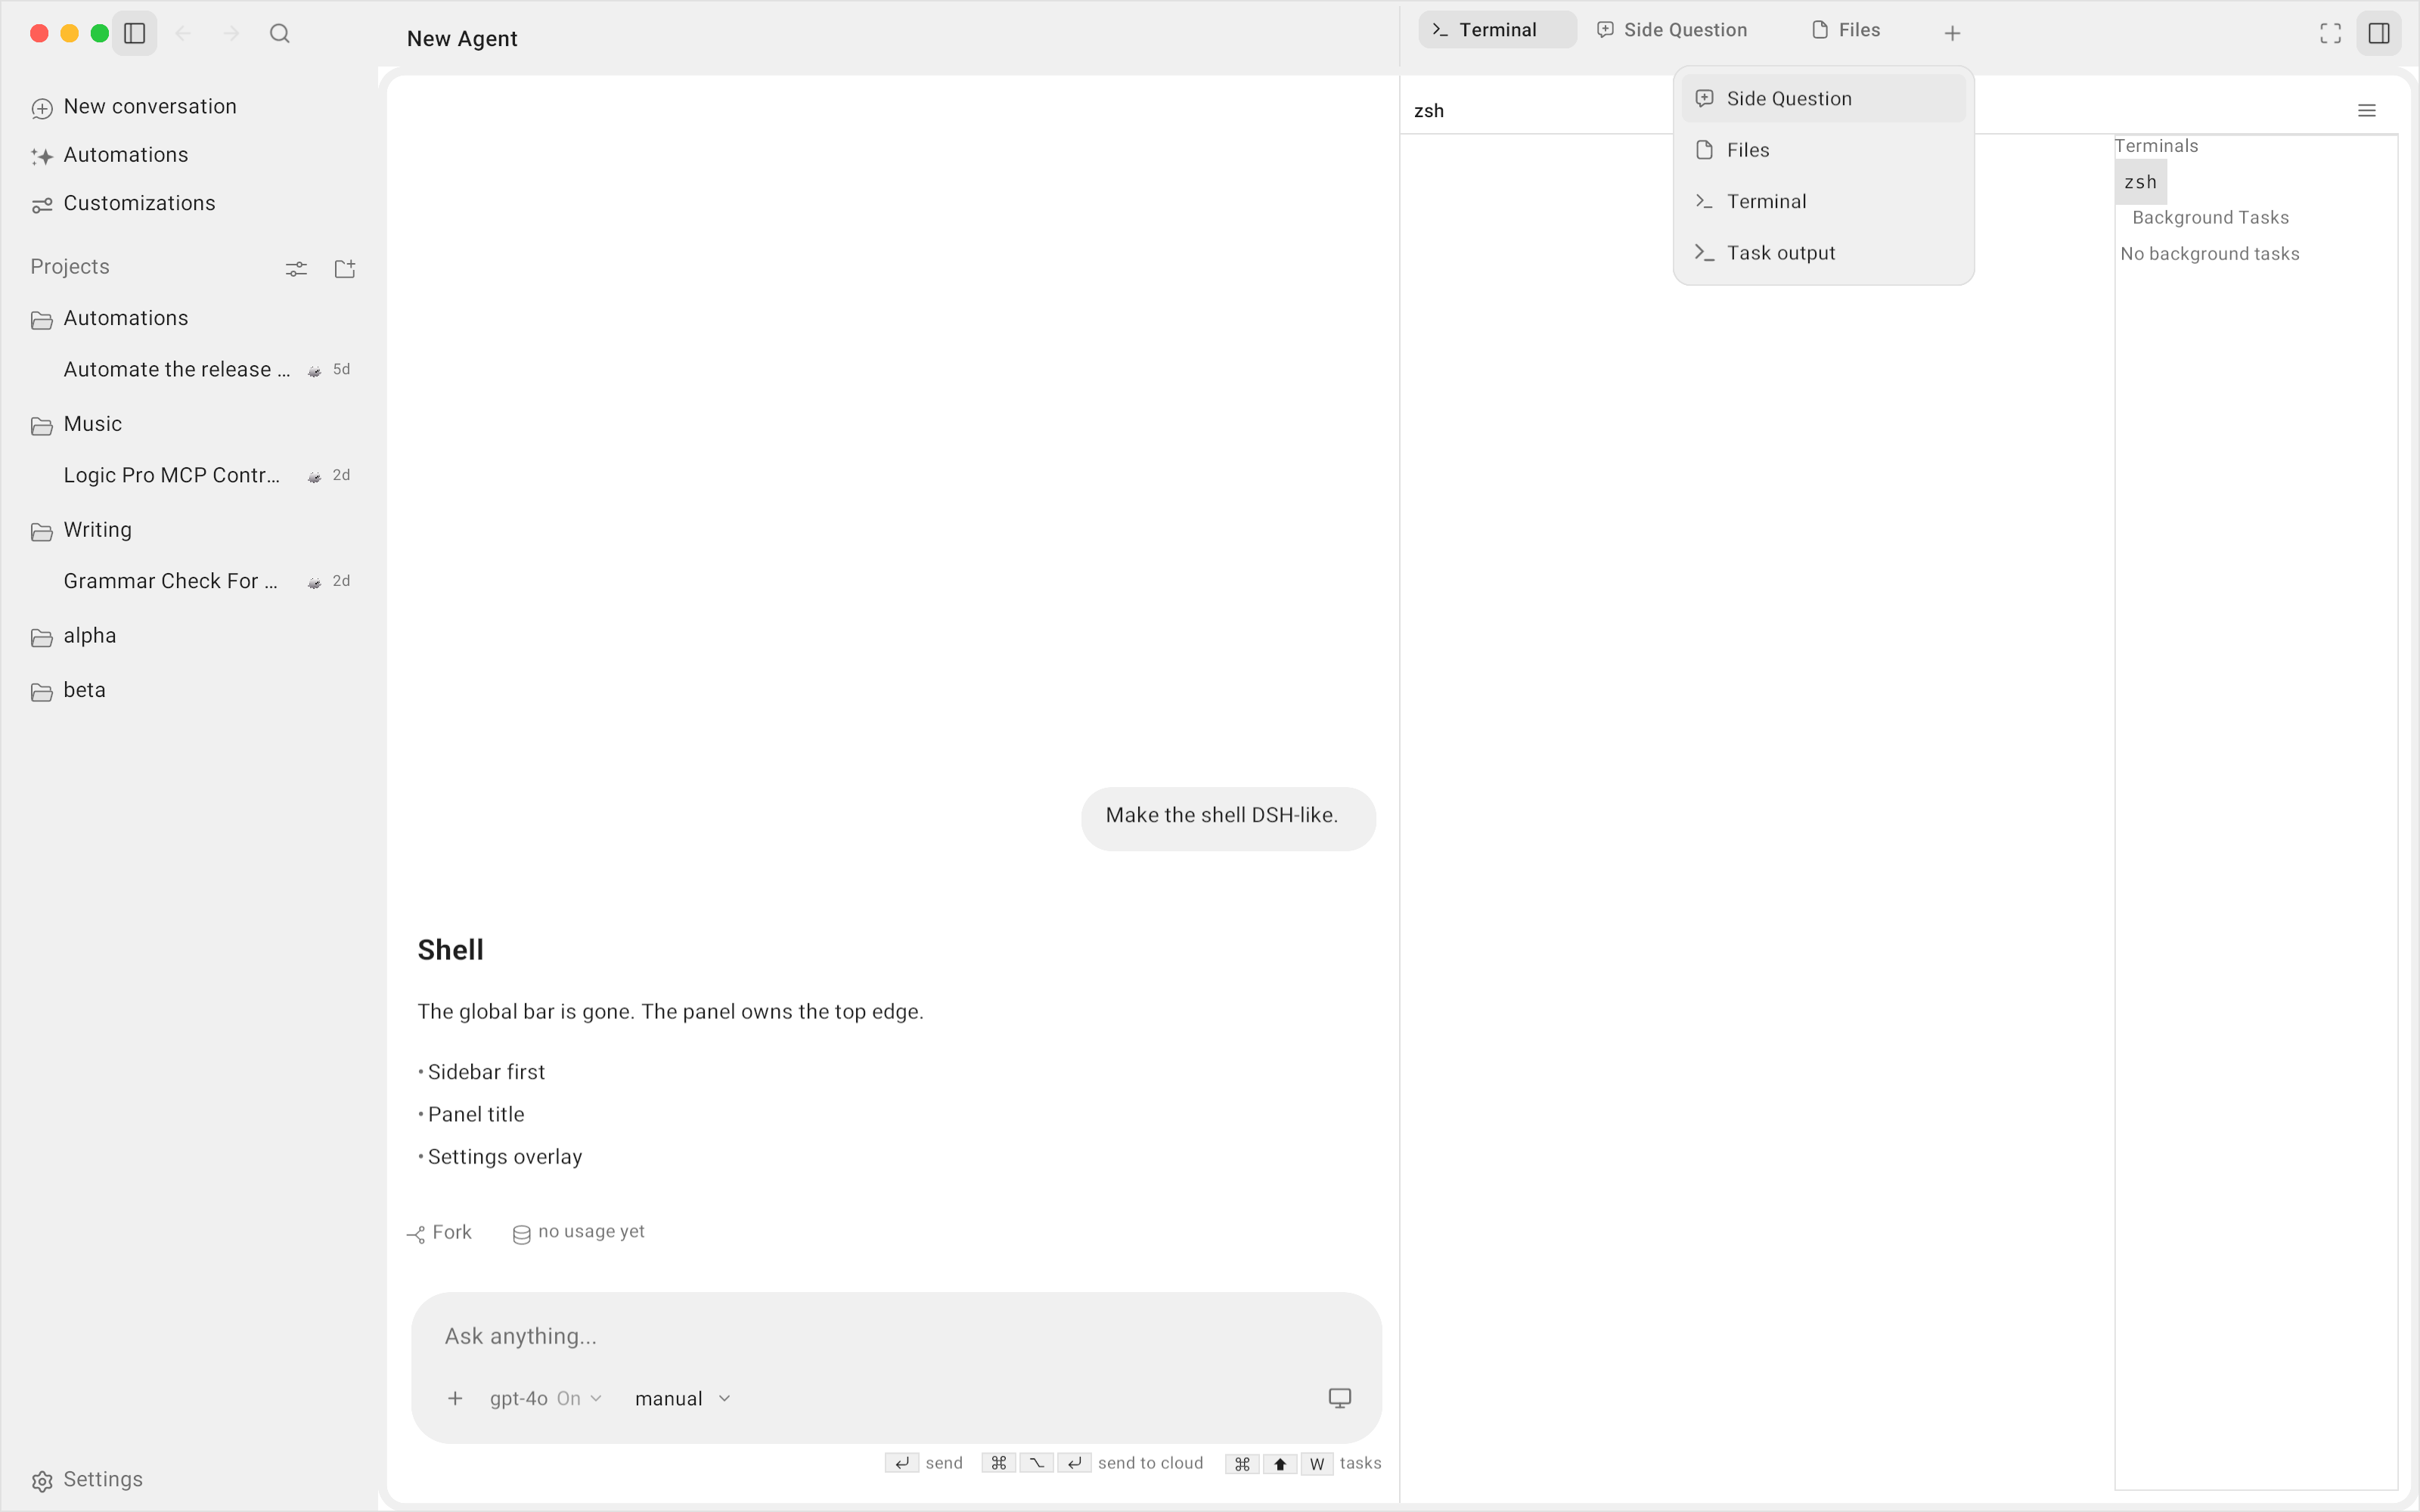 New Agent
Terminal
Side Question
Files
New conversation
Automations
Customizations
Projects
Automations
Automate the release ... 5d
Music
Logic Pro MCP Contr... 2d
Writing
Grammar Check For ... 2d
alpha
beta
Settings
Make the shell DSH-like.
Shell
The global bar is gone. The panel owns the top edge.
• Sidebar first
• Panel title
• Settings overlay
Fork
no usage yet
Ask anything...
gpt-4o On
manual
send
send to cloud
W tasks
zsh
Side Question
Files
Terminal
Task output
Terminals
zsh
Background Tasks
No background tasks